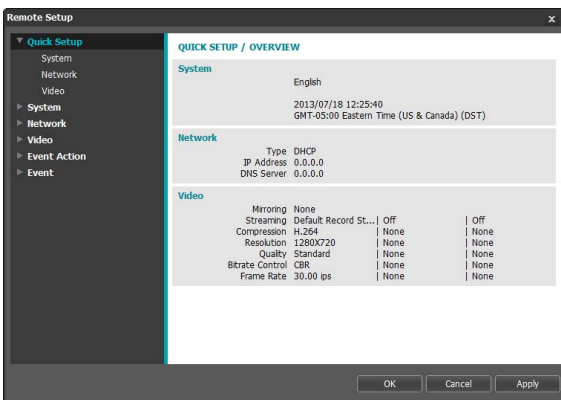 Remote Setup x
Quick Setup
System
Network
Video
System
Network
Video
Event Action
Event
QUICK SETUP / OVERVIEW
System
English
2013/07/18 12:25:40
GMT-05:00 Eastern Time (US & Canada) (DST)
Network
Type DHCP
IP Address 0.0.0.0
DNS Server 0.0.0.0
Video
Mirroring None
Streaming Default Record St...| Off | Off
Compression H.264 | None | None
Resolution 1280X720 | None | None
Quality Standard | None | None
Bitrate Control CBR | None | None
Frame Rate 30.00 ips | None | None
OK Cancel Apply